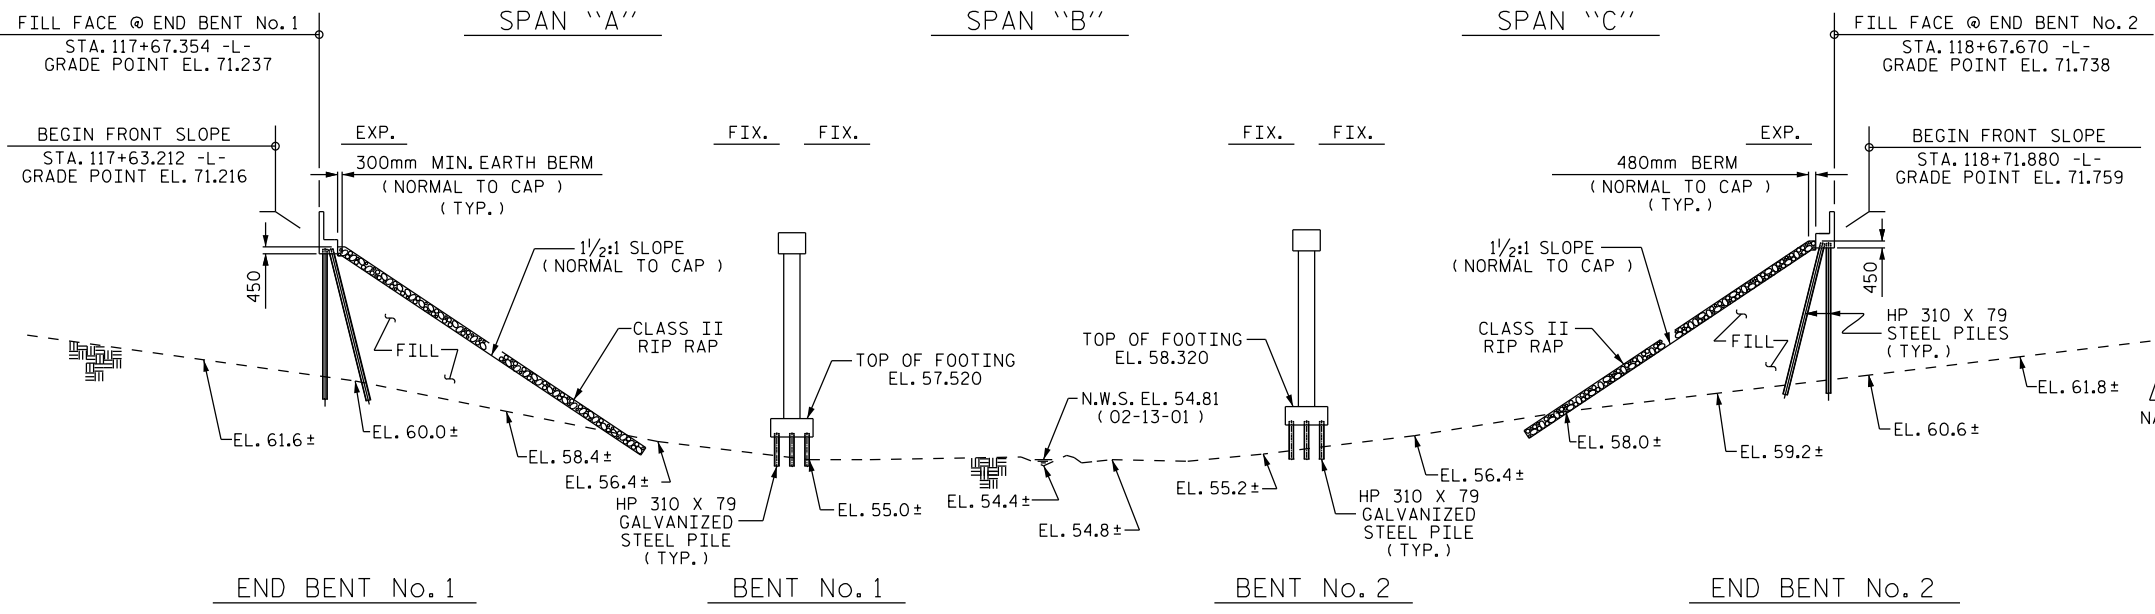 FILL FACE @ END BENT No. 1
STA. 117+67.354 -L-
GRADE POINT EL. 71.237
SPAN ``A´´
SPAN ``B´´
SPAN ``C´´
FILL FACE @ END BENT No. 2
STA. 118+67.670 -L-
GRADE POINT EL. 71.738
BEGIN FRONT SLOPE
STA. 117+63.212 -L-
GRADE POINT EL. 71.216
EXP.
FIX.
FIX.
FIX.
FIX.
EXP.
BEGIN FRONT SLOPE
STA. 118+71.880 -L-
GRADE POINT EL. 71.759
300mm MIN. EARTH BERM
(NORMAL TO CAP )
(TYP.)
480mm BERM
(NORMAL TO CAP )
(TYP.)
450
1½:1 SLOPE
(NORMAL TO CAP )
1½:1 SLOPE
(NORMAL TO CAP )
450
FILL
CLASS II
RIP RAP
TOP OF FOOTING
EL. 57.520
TOP OF FOOTING
EL. 58.320
N.W.S. EL. 54.81
(02-13-01 )
CLASS II
RIP RAP
FILL
HP 310 X 79
STEEL PILES
(TYP.)
EL. 61.6±
EL. 60.0±
EL. 58.4±
EL. 56.4±
HP 310 X 79
GALVANIZED
STEEL PILE
(TYP.)
EL. 55.0±
EL. 54.4±
EL. 54.8±
EL. 55.2±
HP 310 X 79
GALVANIZED
STEEL PILE
(TYP.)
EL. 56.4±
EL. 58.0±
EL. 59.2±
EL. 60.6±
EL. 61.8±
END BENT No. 1
BENT No. 1
BENT No. 2
END BENT No. 2